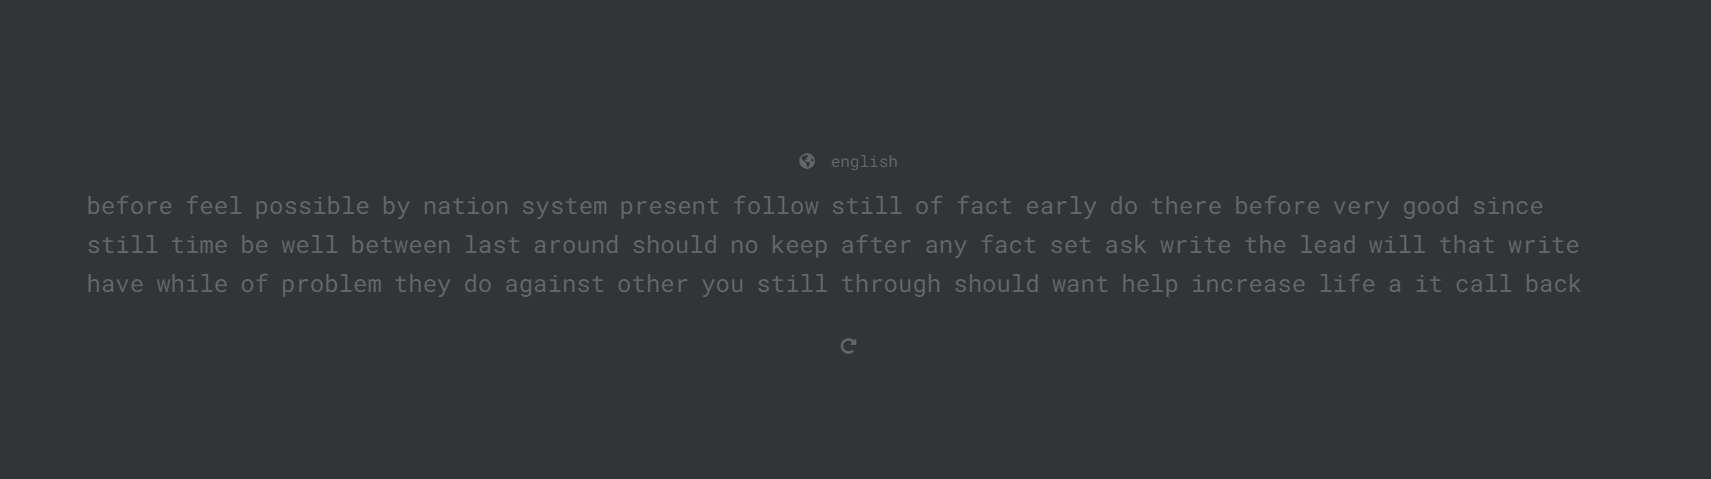 english
before feel possible by nation system present follow still of fact early do there before very good since
still time be well between last around should no keep after any fact set ask write the lead will that write
have while of problem they do against other you still through should want help increase life a it call back